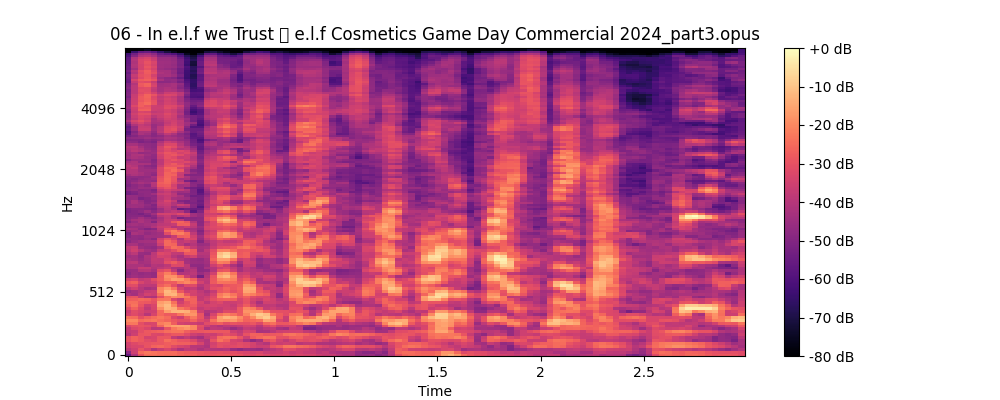 06 - In e.l.f we Trust ▯ e.l.f Cosmetics Game Day Commercial 2024_part3.opus
Hz
4096
2048
1024
512
0
0 0.5 1 1.5 2 2.5
Time
+0 dB
-10 dB
-20 dB
-30 dB
-40 dB
-50 dB
-60 dB
-70 dB
-80 dB